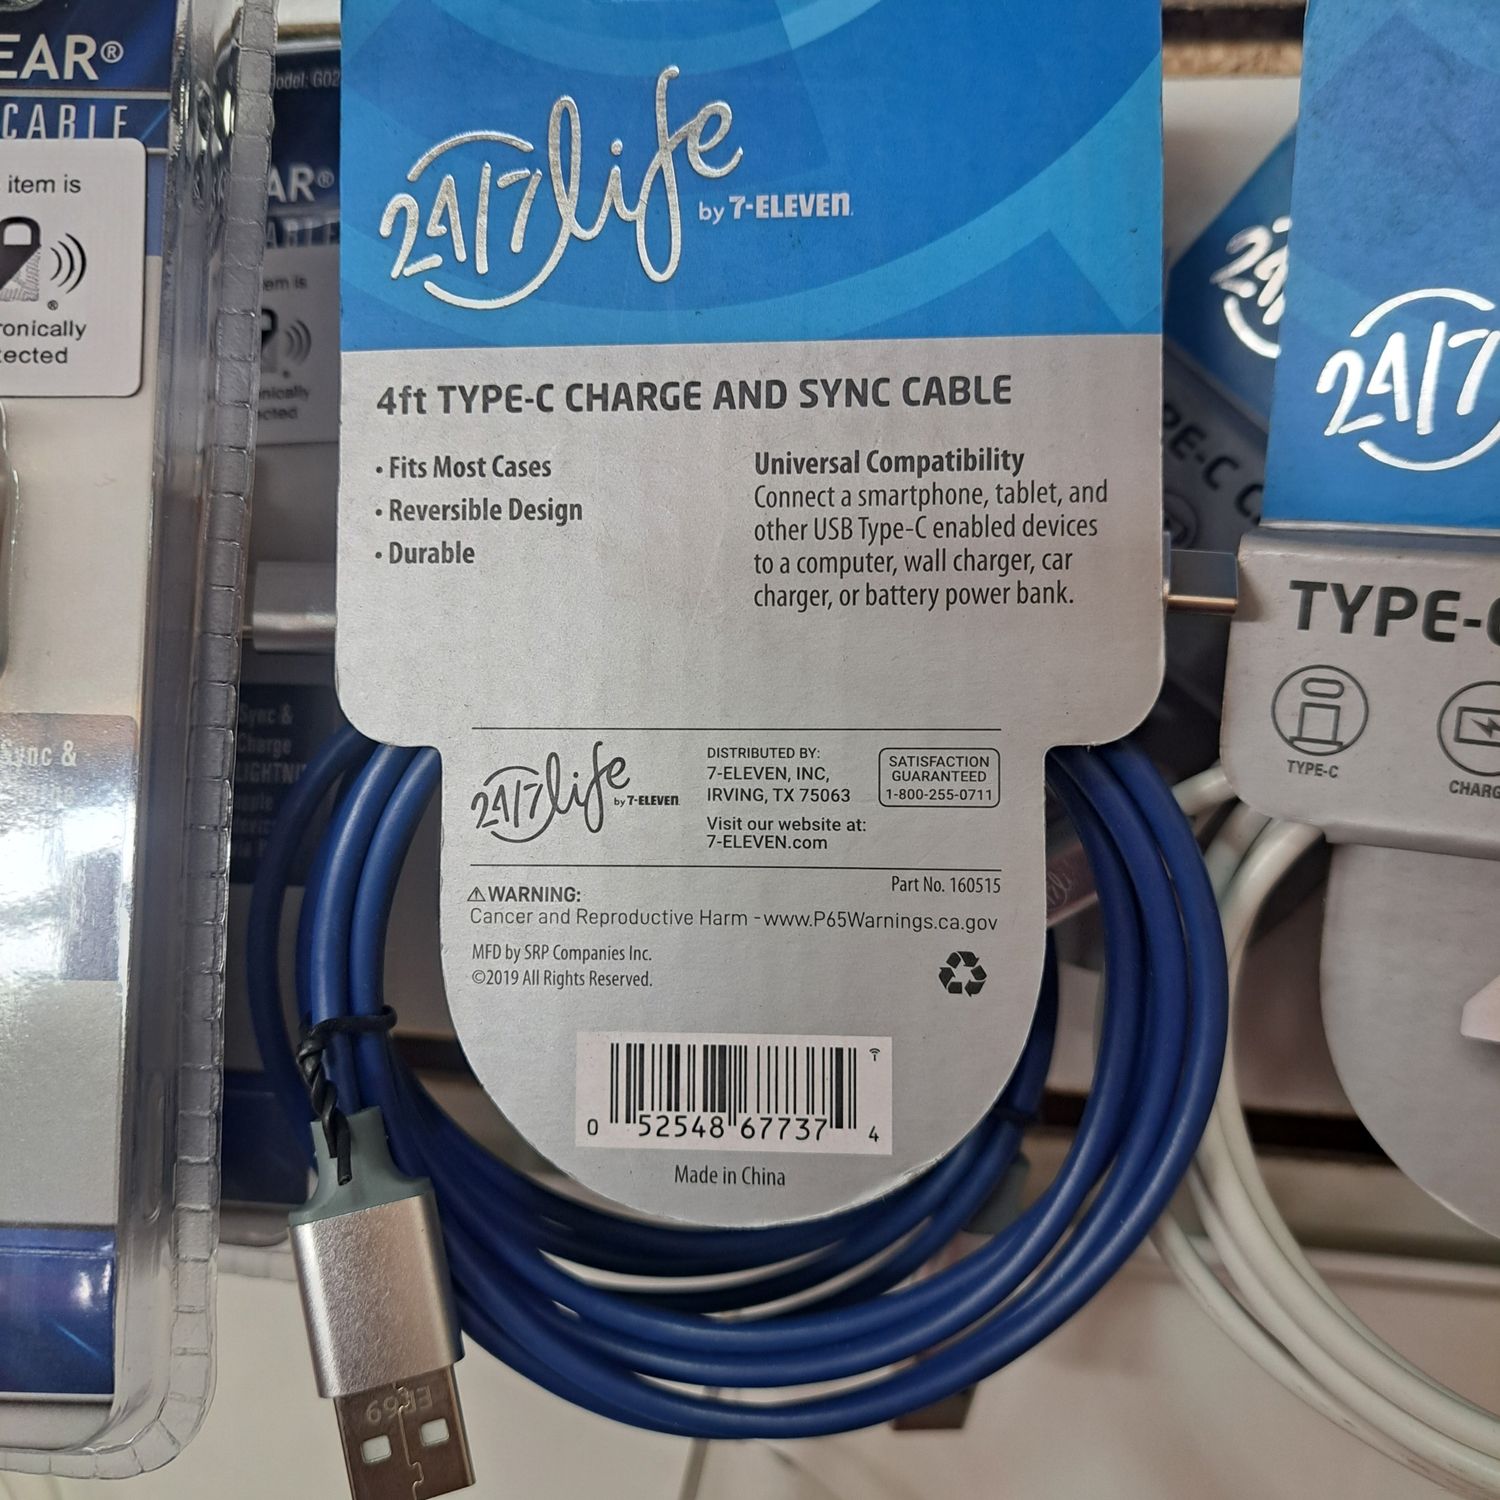 EAR®
CABLE
item is
24/7 life by 7-ELEVEN.
4ft TYPE-C CHARGE AND SYNC CABLE
• Fits Most Cases
• Reversible Design
• Durable
Universal Compatibility
Connect a smartphone, tablet, and
other USB Type-C enabled devices
to a computer, wall charger, car
charger, or battery power bank.
24/7 life by 7-ELEVEN.
DISTRIBUTED BY:
7-ELEVEN, INC,
IRVING, TX 75063
Visit our website at:
7-ELEVEN.com
SATISFACTION
GUARANTEED
1-800-255-0711
Part No. 160515
⚠WARNING:
Cancer and Reproductive Harm -www.P65Warnings.ca.gov
MFD by SRP Companies Inc.
©2019 All Rights Reserved.
0 52548 67737 4
Made in China
AR®
Sync &
Sync &
Charge
24/7
TYPE-C
TYPE-C
CHARG